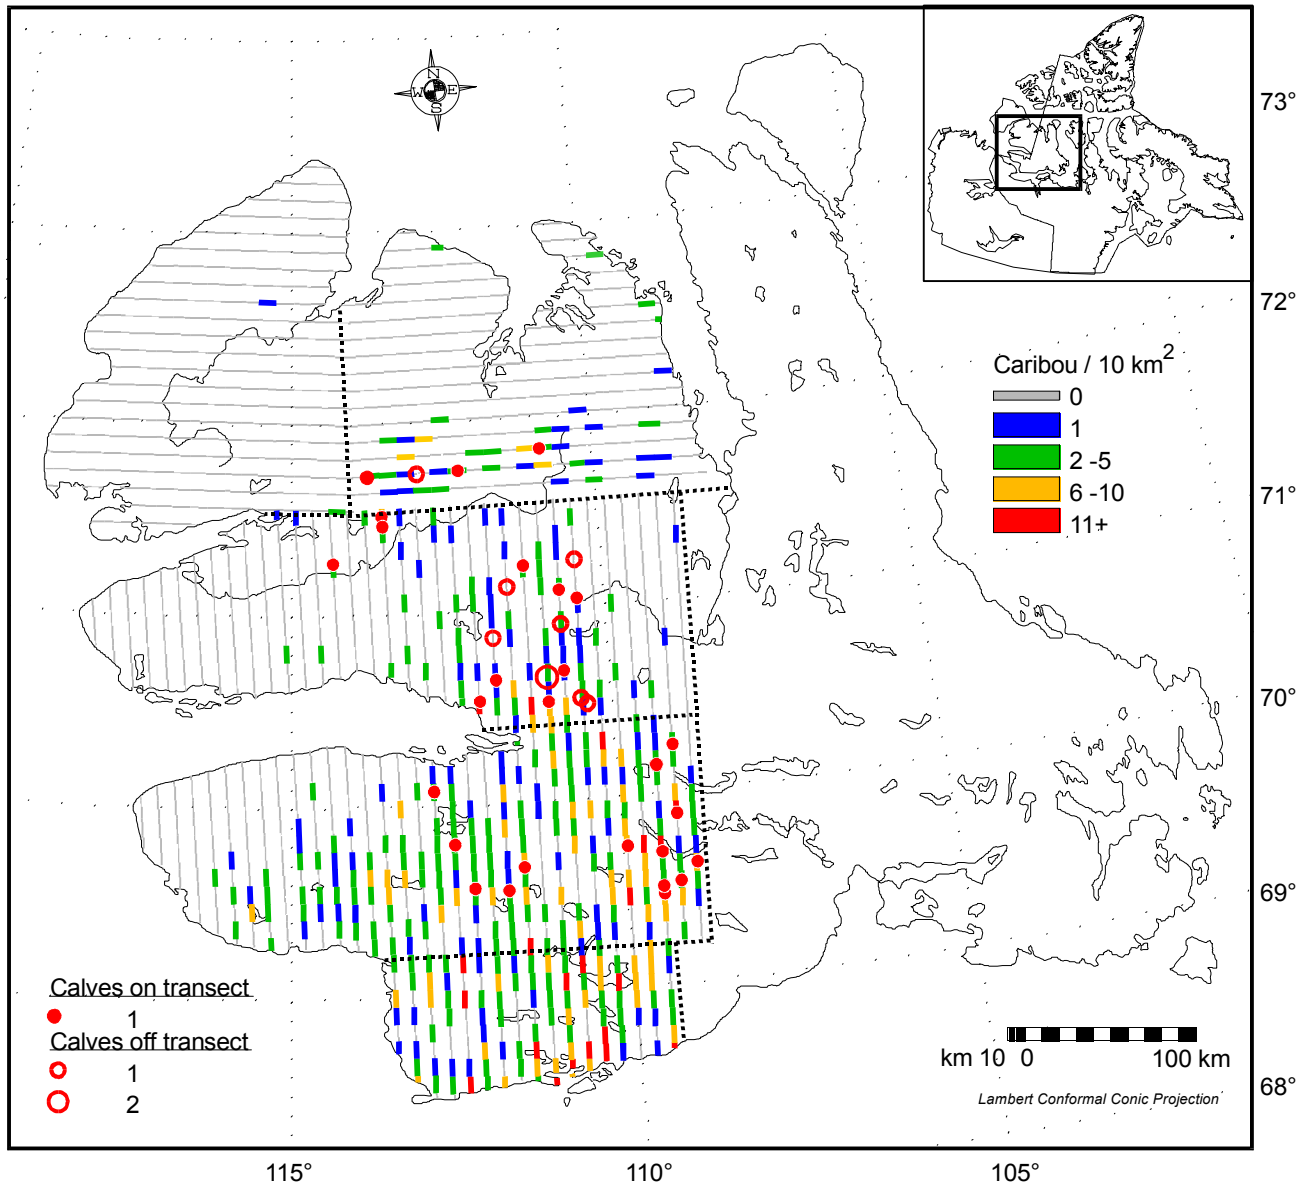 N
W E
S
73°
72°
71°
70°
69°
68°
Caribou / 10 km²
0
1
2 -5
6 -10
11+
Calves on transect
1
Calves off transect
1
2
km 10 0 100 km
Lambert Conformal Conic Projection
115° 110° 105°